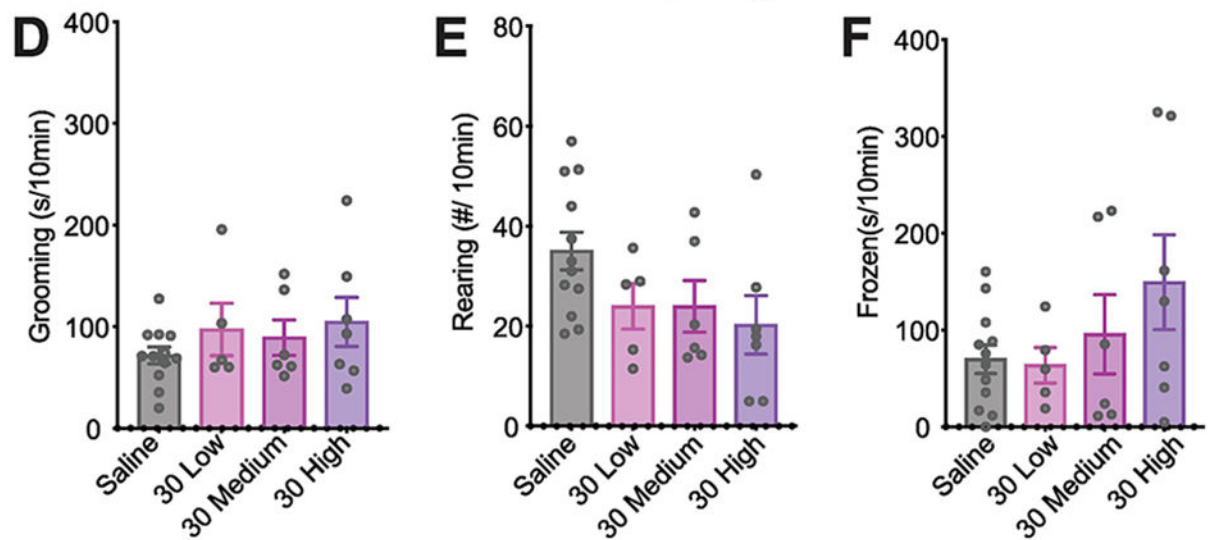 D
Grooming (s/10min)
400
300
200
100
0
Saline
30 Low
30 Medium
30 High
E
Rearing (#/ 10min)
80
60
40
20
0
Saline
30 Low
30 Medium
30 High
F
Frozen(s/10min)
400
300
200
100
0
Saline
30 Low
30 Medium
30 High